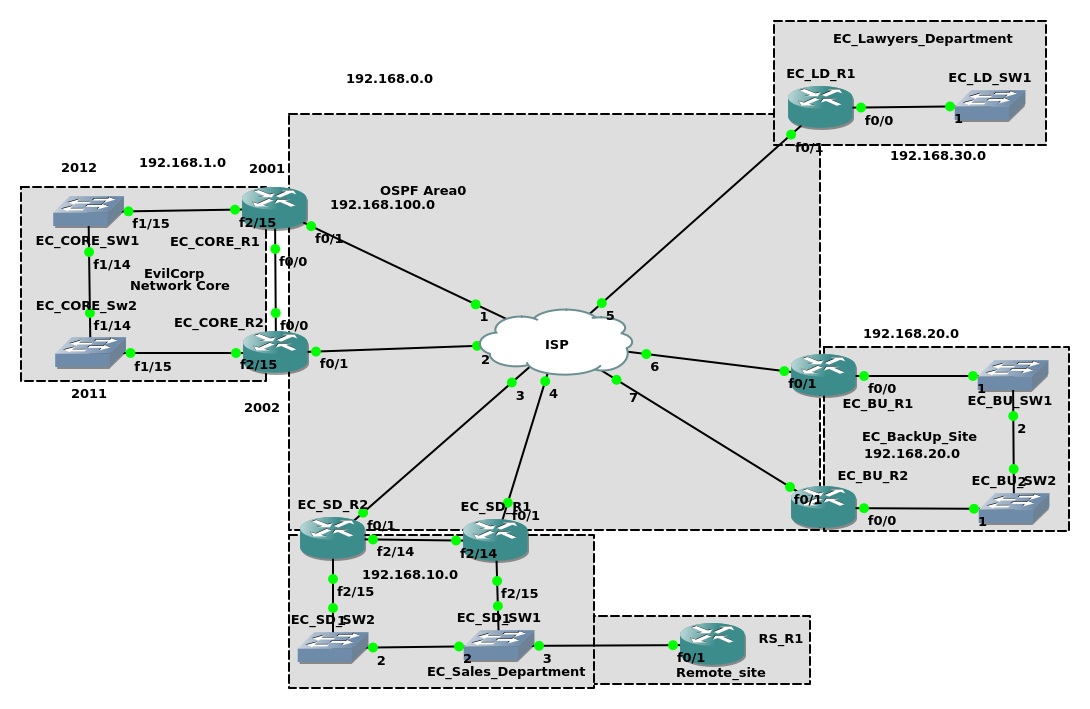 EC_Lawyers_Department
EC_LD_R1
EC_LD_SW1
192.168.0.0
f0/0
1
f0/1
192.168.30.0
2012
192.168.1.0
2001
OSPF Area0
192.168.100.0
f1/15
f2/15
f0/1
EC_CORE_SW1
EC_CORE_R1
f1/14
f0/0
EvilCorp
Network Core
EC_CORE_Sw2
f1/14
EC_CORE_R2
f0/0
f1/15
f2/15
f0/1
2011
2002
1
5
ISP
2
6
3
4
7
192.168.20.0
f0/1
f0/0
1
EC_BU_R1
EC_BU_SW1
2
EC_BackUp_Site
192.168.20.0
EC_BU_R2
EC_BU_SW2
2
f0/1
f0/0
1
EC_SD_R2
EC_SD_R1
f0/1
f0/1
f2/14
f2/14
192.168.10.0
f2/15
f2/15
EC_SD_SW2
1
EC_SD_SW1
1
2
2
3
EC_Sales_Department
RS_R1
f0/1
Remote_site